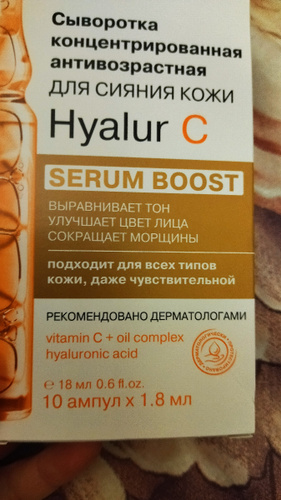 Сыворотка
концентрированная
антивозрастная
ДЛЯ СИЯНИЯ КОЖИ
Hyalur C
SERUM BOOST
ВЫРАВНИВАЕТ ТОН
УЛУЧШАЕТ ЦВЕТ ЛИЦА
СОКРАЩАЕТ МОРЩИНЫ
подходит для всех типов
кожи, даже чувствительной
РЕКОМЕНДОВАНО ДЕРМАТОЛОГАМИ
vitamin C + oil complex
hyaluronic acid
℮ 18 мл 0.6 fl.oz.
10 ампул x 1.8 мл